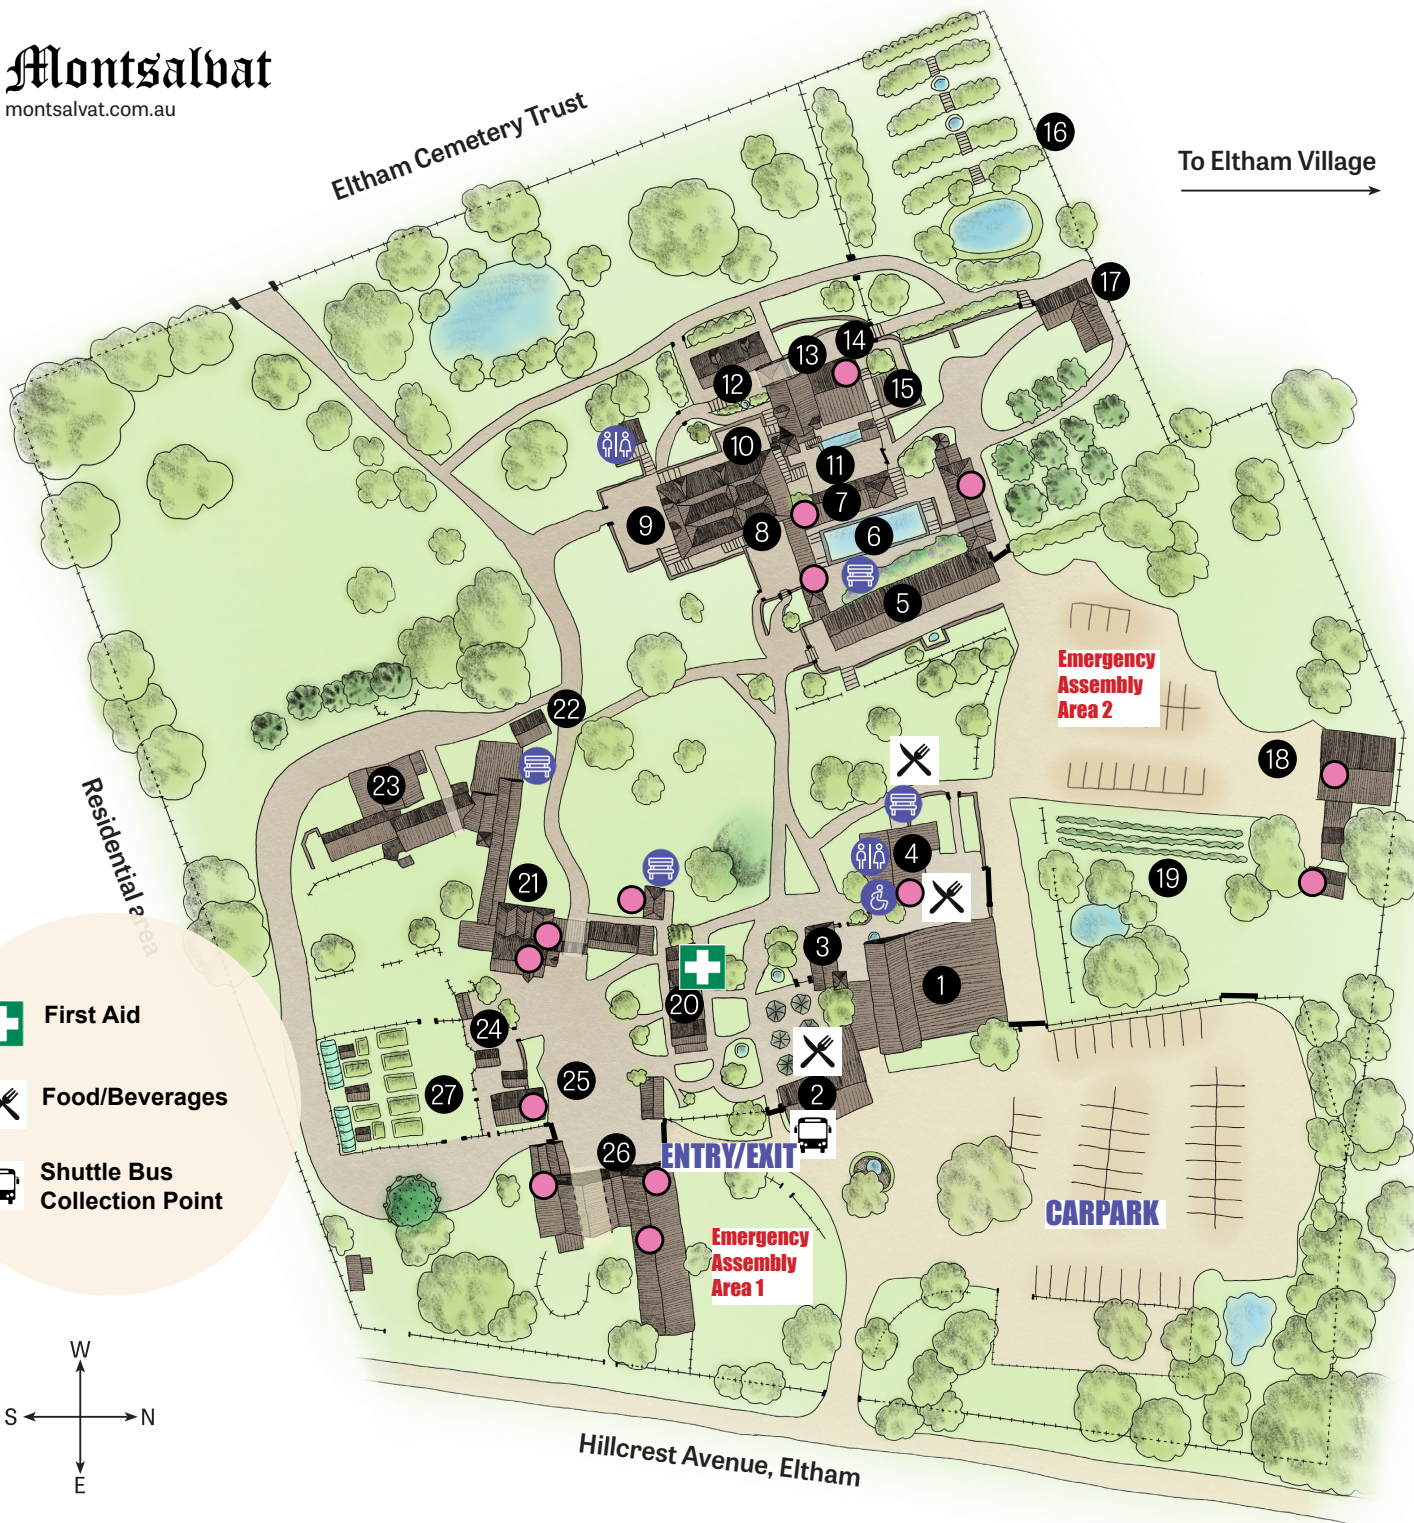 Montsalvat
montsalvat.com.au
Eltham Cemetery Trust
To Eltham Village
16
17
14
13
12
15
10
11
7
9
8
6
5
Emergency
Assembly
Area 2
22
18
23
4
19
21
Residential area
3
1
20
First Aid
24
25
27
2
Food/Beverages
26
ENTRY/EXIT
Shuttle Bus
Collection Point
CARPARK
Emergency
Assembly
Area 1
W
S
N
E
Hillcrest Avenue, Eltham